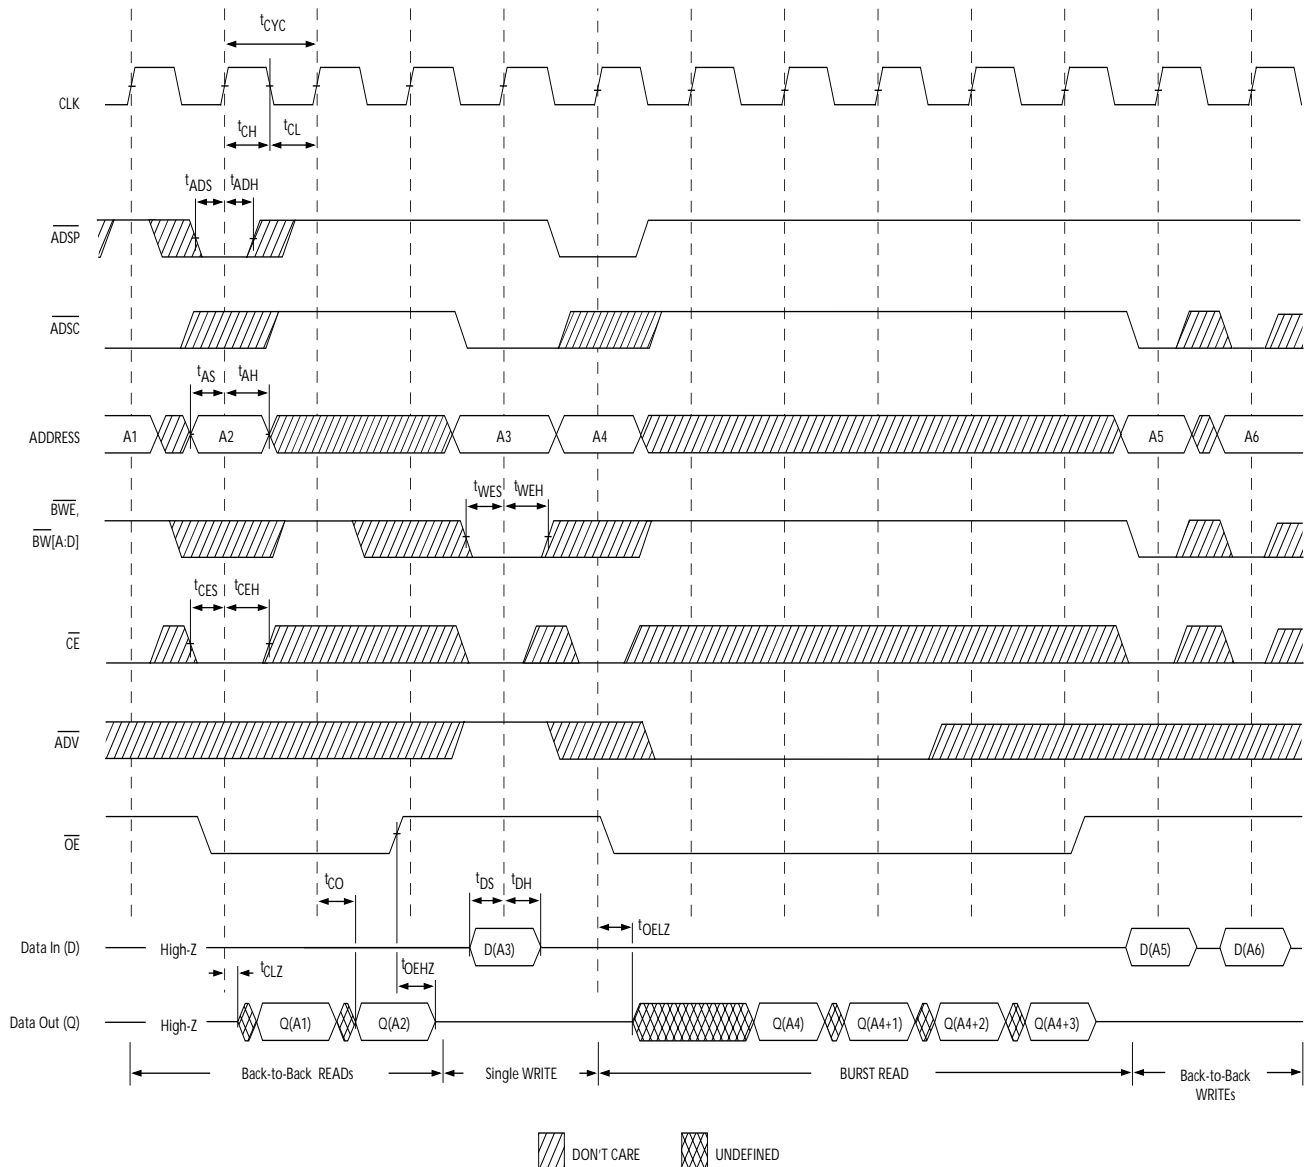 tCYC
CLK
tCH
tCL
tADS
tADH
ADSP
ADSC
tAS
tAH
ADDRESS
A1
A2
A3
A4
A5
A6
tWES
tWEH
BWE,
BW[A:D]
tCES
tCEH
CE
ADV
OE
tCO
tDS
tDH
tOELZ
Data In (D)
High-Z
D(A3)
D(A5)
D(A6)
tCLZ
tOEHZ
Data Out (Q)
High-Z
Q(A1)
Q(A2)
Q(A4)
Q(A4+1)
Q(A4+2)
Q(A4+3)
Back-to-Back READs
Single WRITE
BURST READ
Back-to-Back
WRITEs
DON'T CARE
UNDEFINED